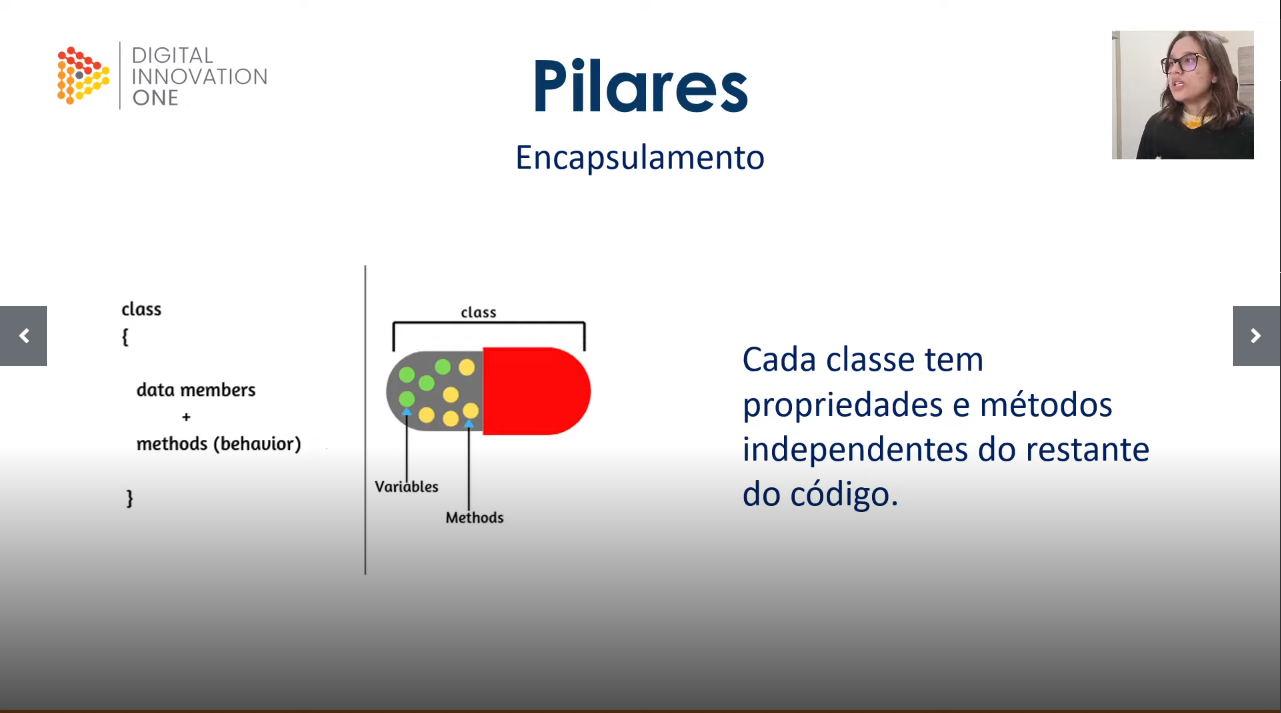 DIGITAL
INNOVATION
ONE
Pilares
Encapsulamento
class
{
data members
+
methods (behavior)
}
class
Variables
Methods
Cada classe tem
propriedades e métodos
independentes do restante
do código.